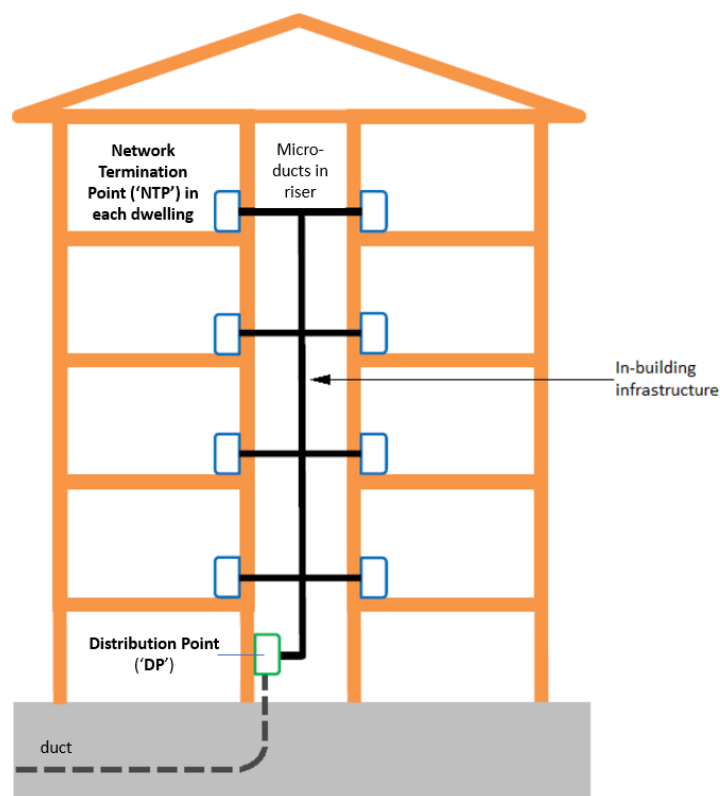 Network
Termination
Point (‘NTP’) in
each dwelling
Micro-
ducts in
riser
In-building
infrastructure
Distribution Point
(‘DP’)
duct